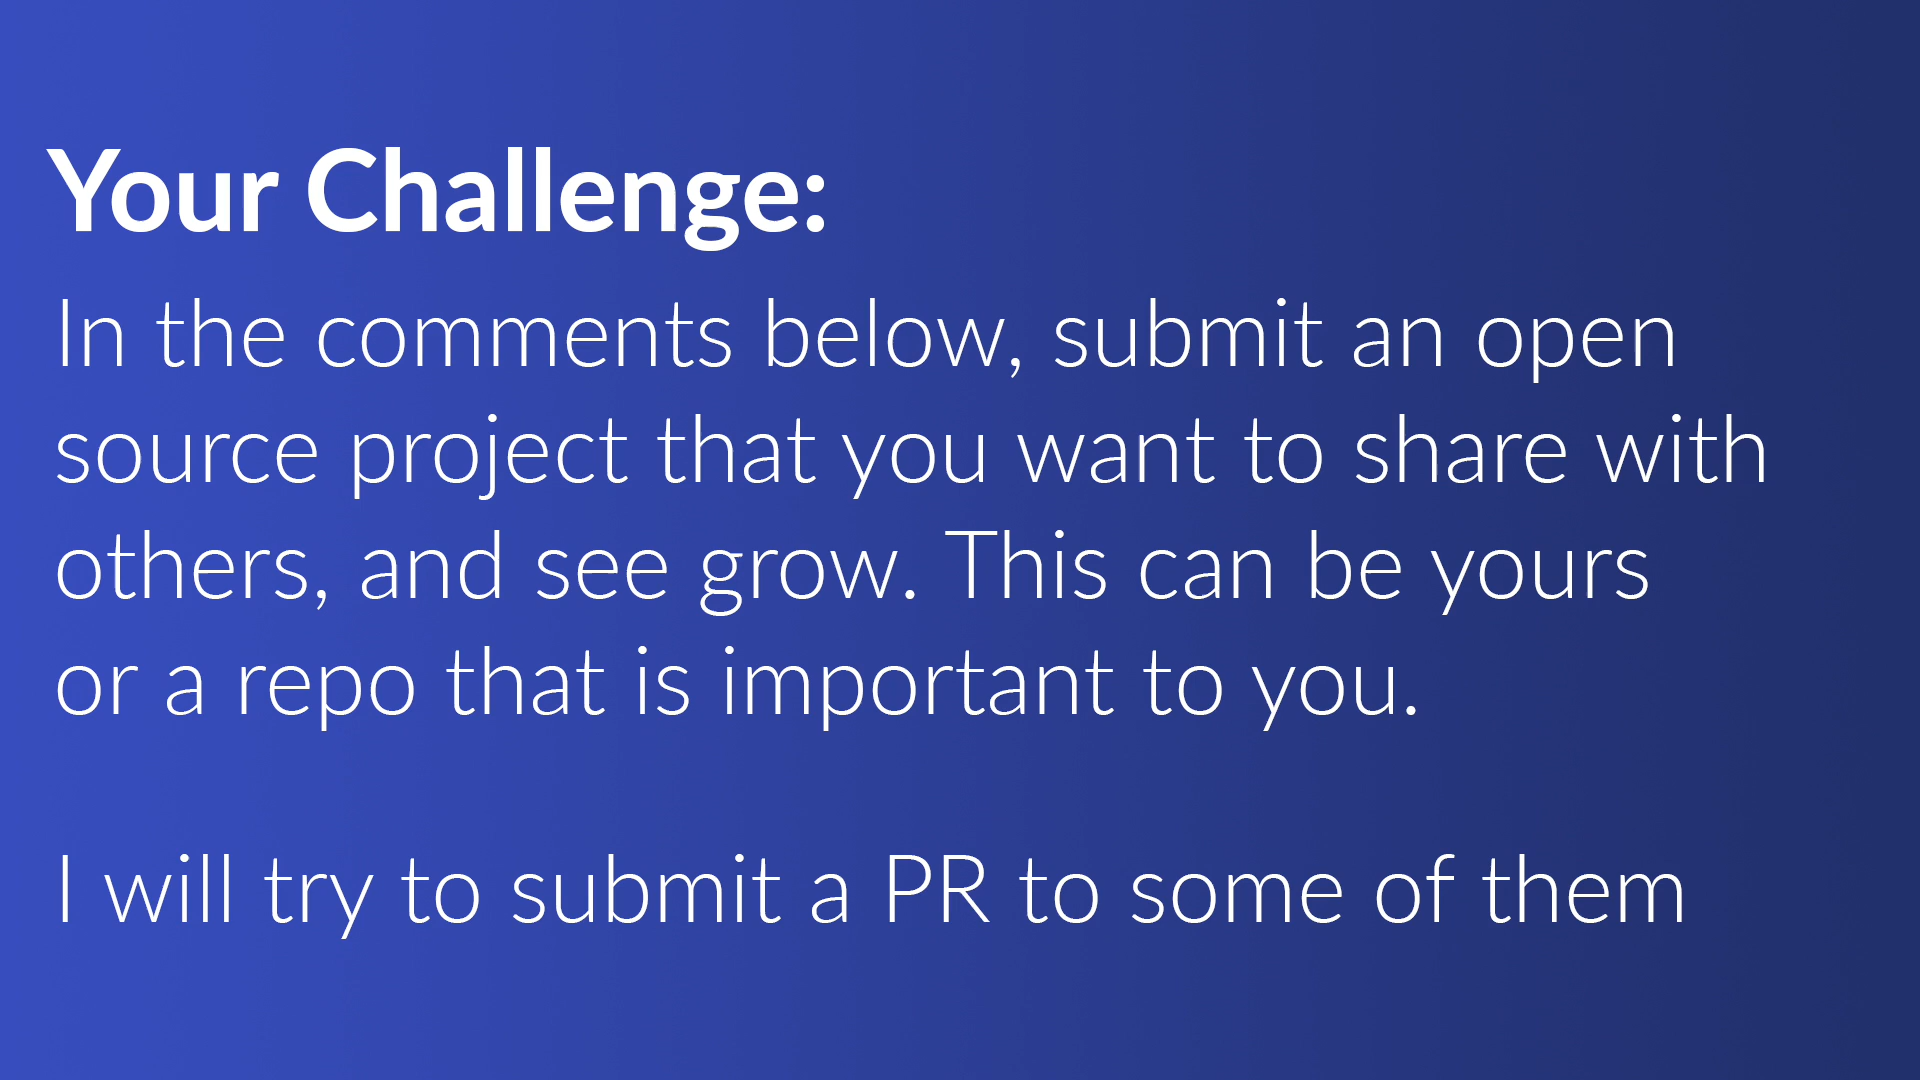 Your Challenge:
In the comments below, submit an open
source project that you want to share with
others, and see grow. This can be yours
or a repo that is important to you.
I will try to submit a PR to some of them